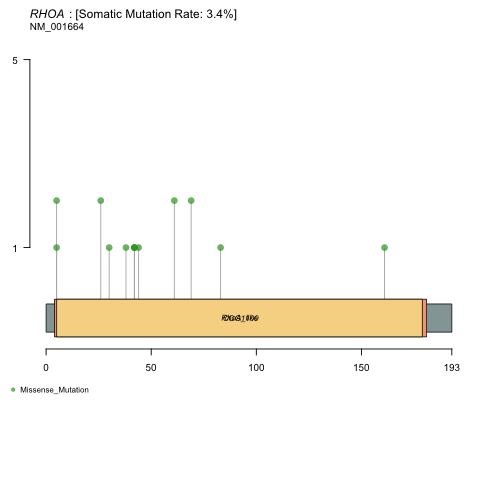 RHOA : [Somatic Mutation Rate: 3.4%]
NM_001664
5
1
0 50 100 150 193
Missense_Mutation